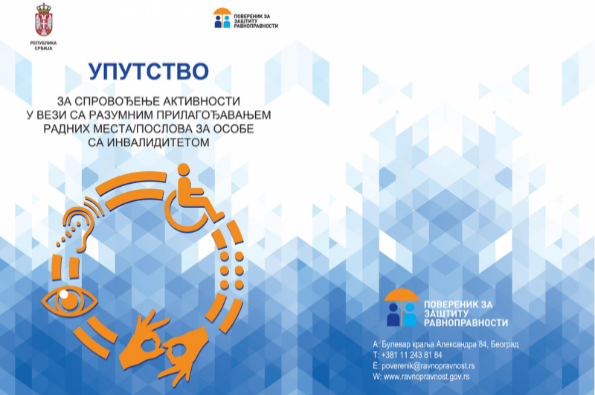 РЕПУБЛИКА
СРБИЈА
ПОВЕРЕНИК ЗА
ЗАШТИТУ
РАВНОПРАВНОСТИ
УПУТСТВО
ЗА СПРОВОЂЕЊЕ АКТИВНОСТИ
У ВЕЗИ СА РАЗУМНИМ ПРИЛАГОЂАВАЊЕМ
РАДНИХ МЕСТА/ПОСЛОВА ЗА ОСОБЕ
СА ИНВАЛИДИТЕТОМ
ПОВЕРЕНИК ЗА
ЗАШТИТУ
РАВНОПРАВНОСТИ
А: Булевар краља Александра 84, Београд
Т: +381 11 243 81 84
E: poverenik@ravnopravnost.rs
W: www.ravnopravnost.gov.rs